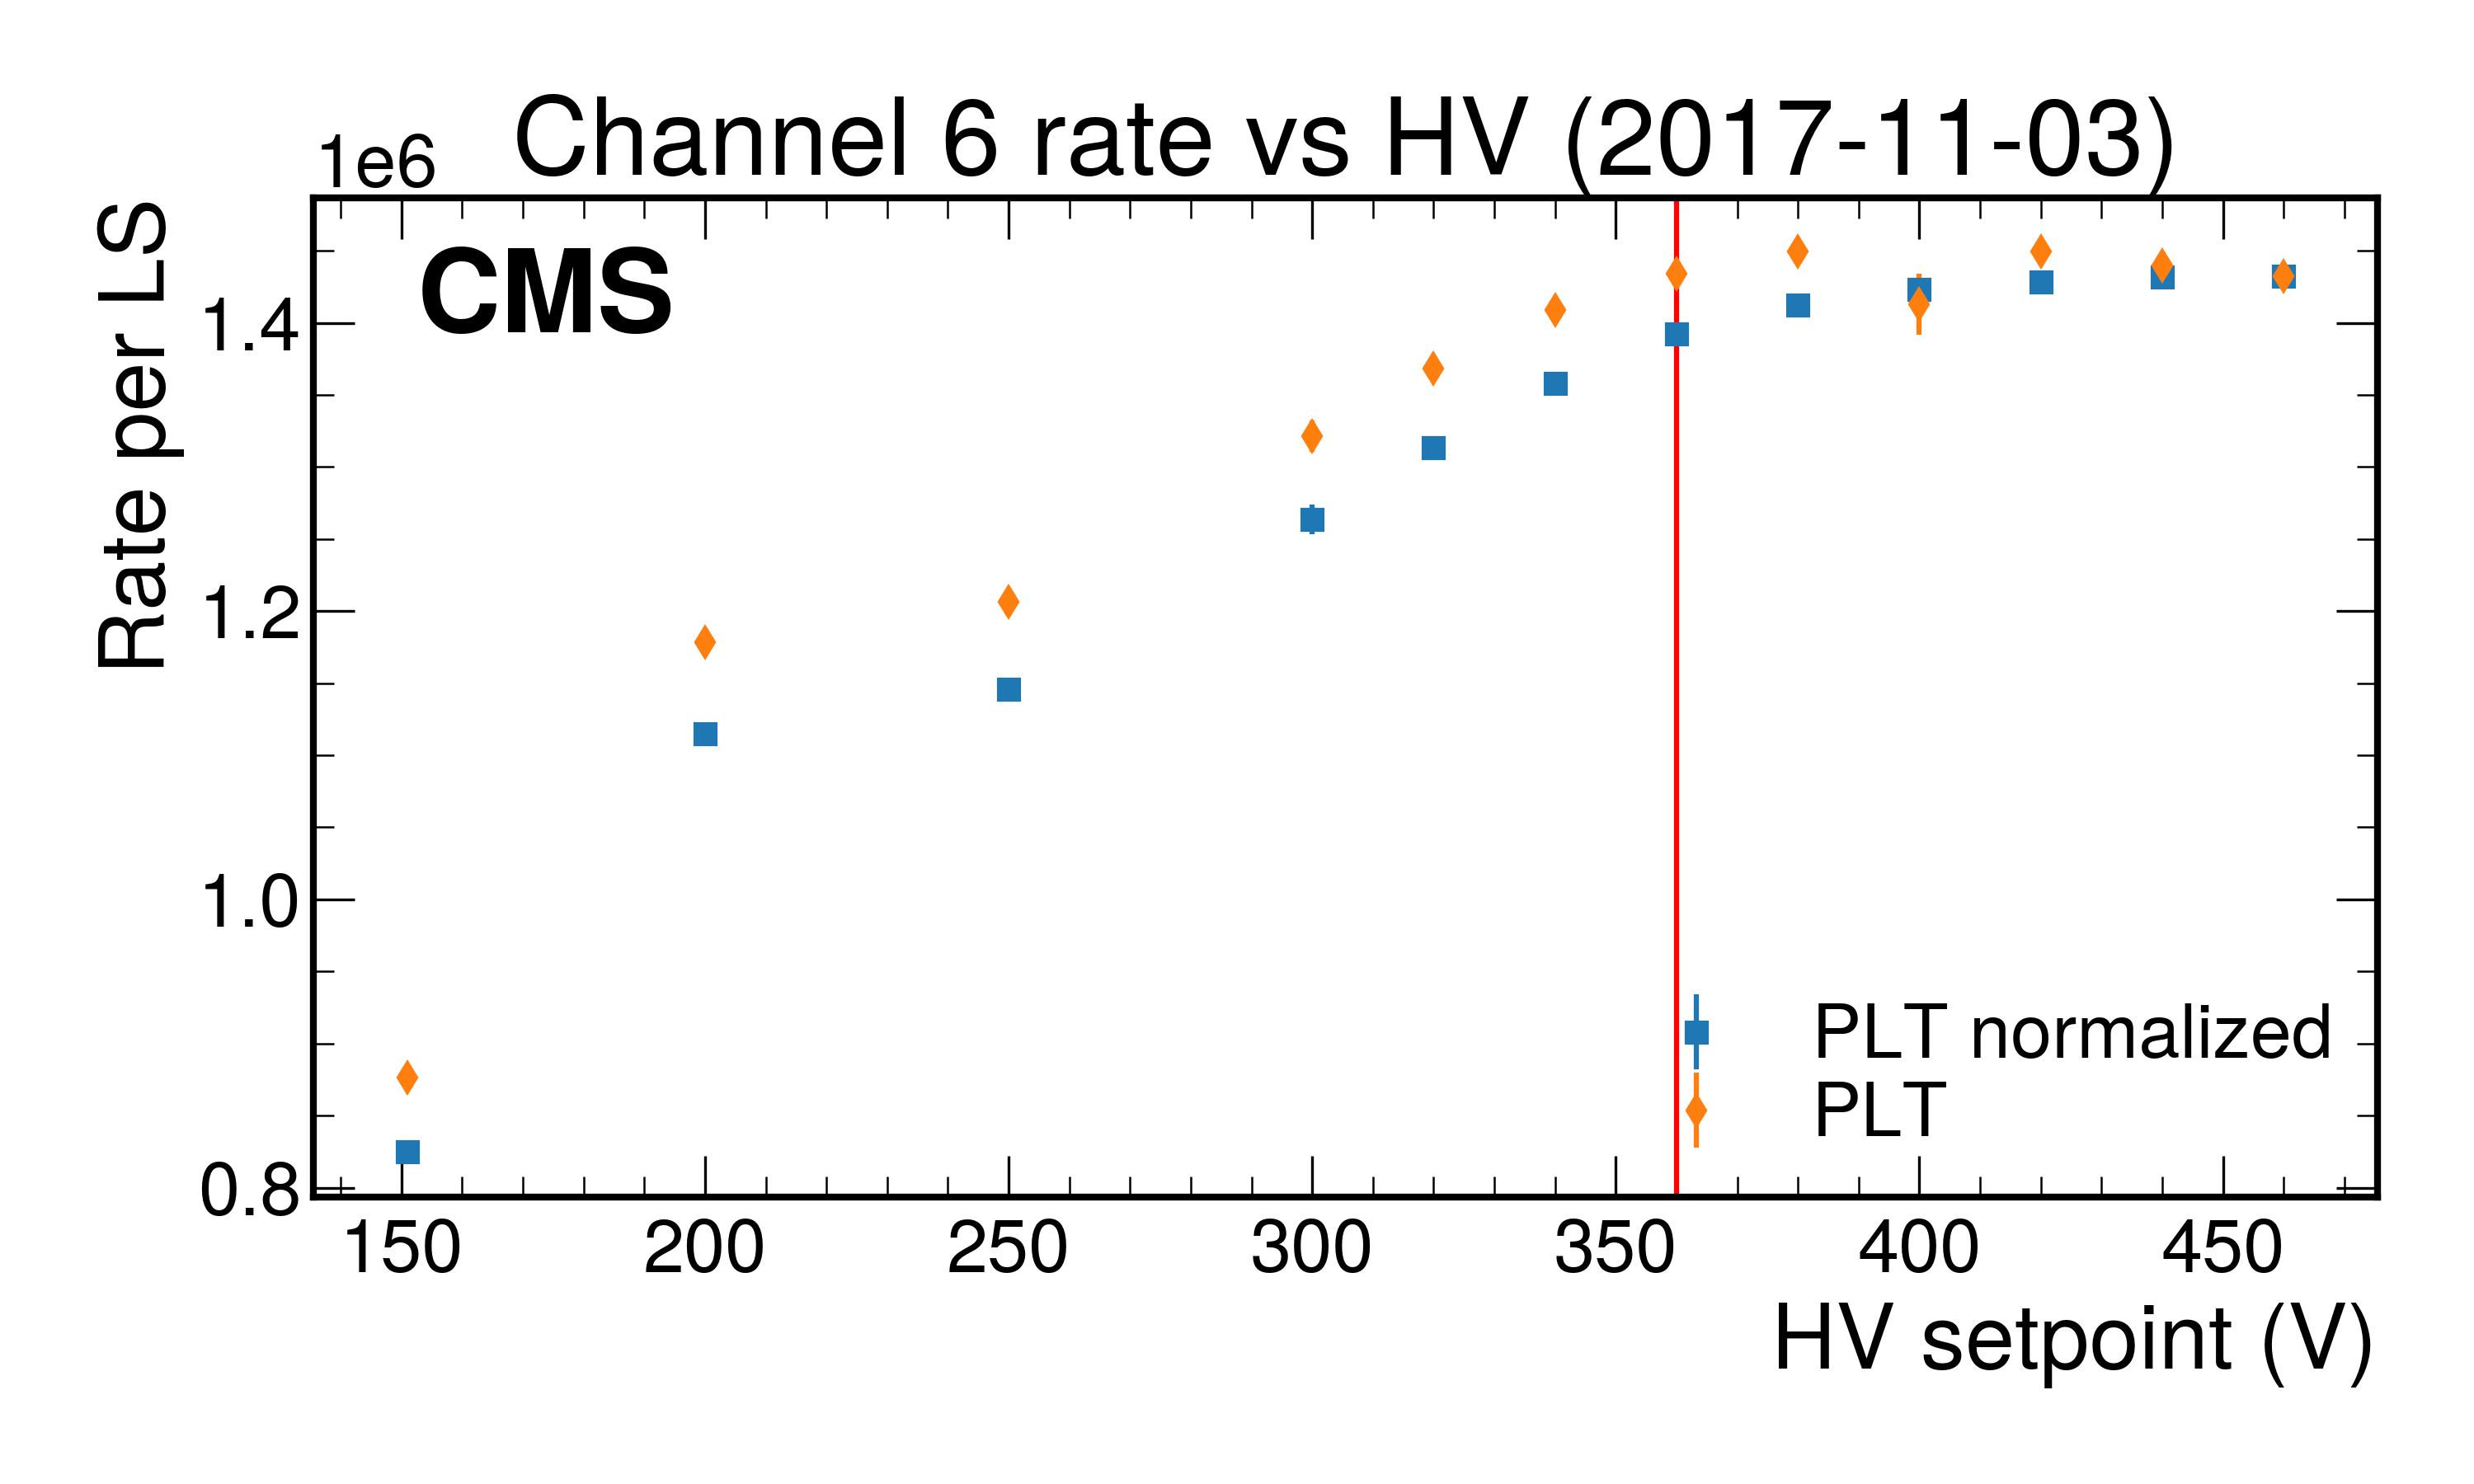 Channel 6 rate vs HV (2017-11-03)
1e6
CMS
Rate per LS
1.4
1.2
1.0
0.8
PLT normalized
PLT
150 200 250 300 350 400 450
HV setpoint (V)